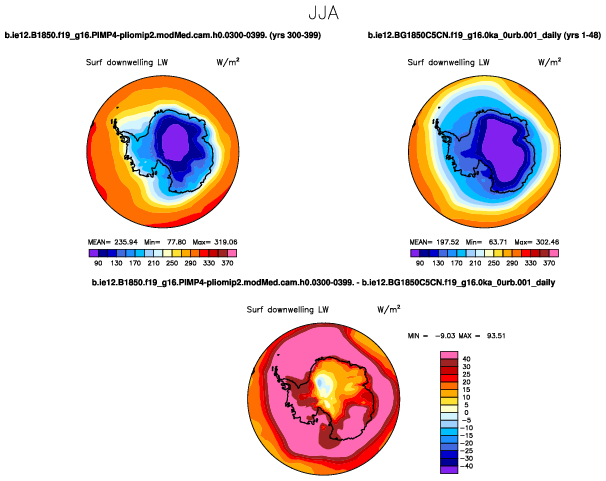 JJA
b.ie12.B1850.f19_g16.PIMP4-pliomip2.modMed.cam.h0.0300-0399. (yrs 300-399)
b.ie12.BG1850C5CN.f19_g16.0ka_0urb.001_daily (yrs 1-48)
Surf downwelling LW W/m²
Surf downwelling LW W/m²
MEAN= 235.94 Min= 77.80 Max= 319.06
MEAN= 197.52 Min= 63.71 Max= 302.46
90 130 170 210 250 290 330 370
90 130 170 210 250 290 330 370
b.ie12.B1850.f19_g16.PIMP4-pliomip2.modMed.cam.h0.0300-0399. - b.ie12.BG1850C5CN.f19_g16.0ka_0urb.001_daily
Surf downwelling LW W/m²
MIN = -9.03 MAX = 93.51
40
30
25
20
15
10
5
0
-5
-10
-15
-20
-25
-30
-40